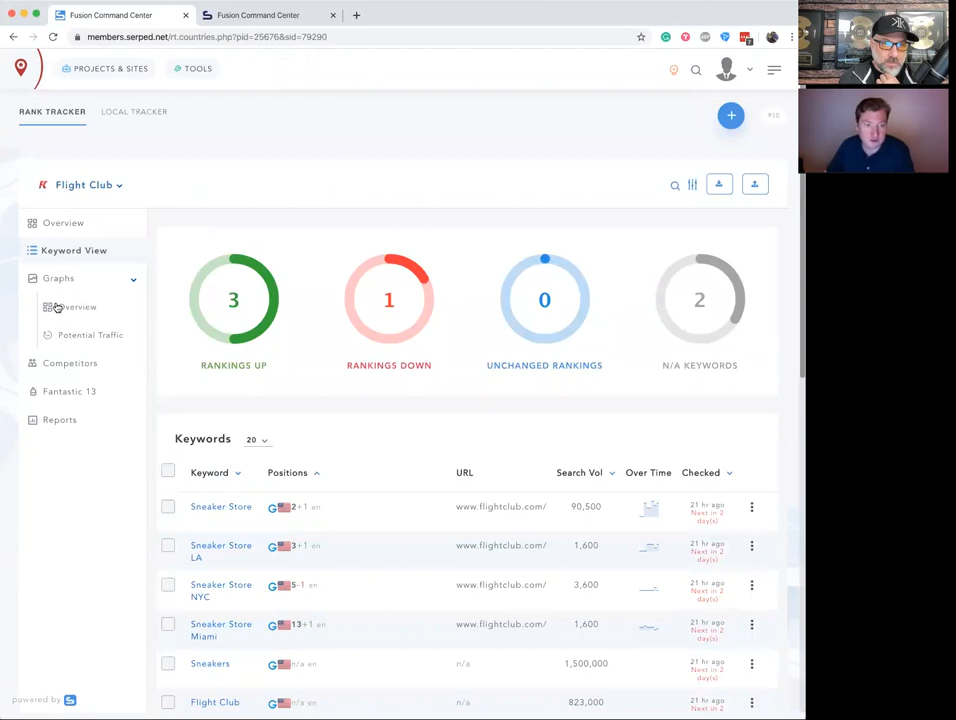 Fusion Command Center
Fusion Command Center
members.serped.net/rt.countries.php?pid=25676&sid=79290
PROJECTS & SITES
TOOLS
RANK TRACKER
LOCAL TRACKER
Flight Club
Overview
Keyword View
Graphs
Overview
Potential Traffic
Competitors
Fantastic 13
Reports
3
1
0
2
RANKINGS UP
RANKINGS DOWN
UNCHANGED RANKINGS
N/A KEYWORDS
Keywords 20
Keyword Positions URL Search Vol Over Time Checked
Sneaker Store 2+1 en www.flightclub.com/ 90,500 21 hr ago
Next in 2
day(s)
Sneaker Store 3+1 en www.flightclub.com/ 1,600 21 hr ago
LA Next in 2
day(s)
Sneaker Store 5-1 en www.flightclub.com/ 3,600 21 hr ago
NYC Next in 2
day(s)
Sneaker Store 13+1 en www.flightclub.com/ 1,600 21 hr ago
Miami Next in 2
day(s)
Sneakers n/a en n/a 1,500,000 21 hr ago
Next in 2
day(s)
Flight Club n/a en n/a 823,000 21 hr ago
Next in 2
day(s)
powered by S